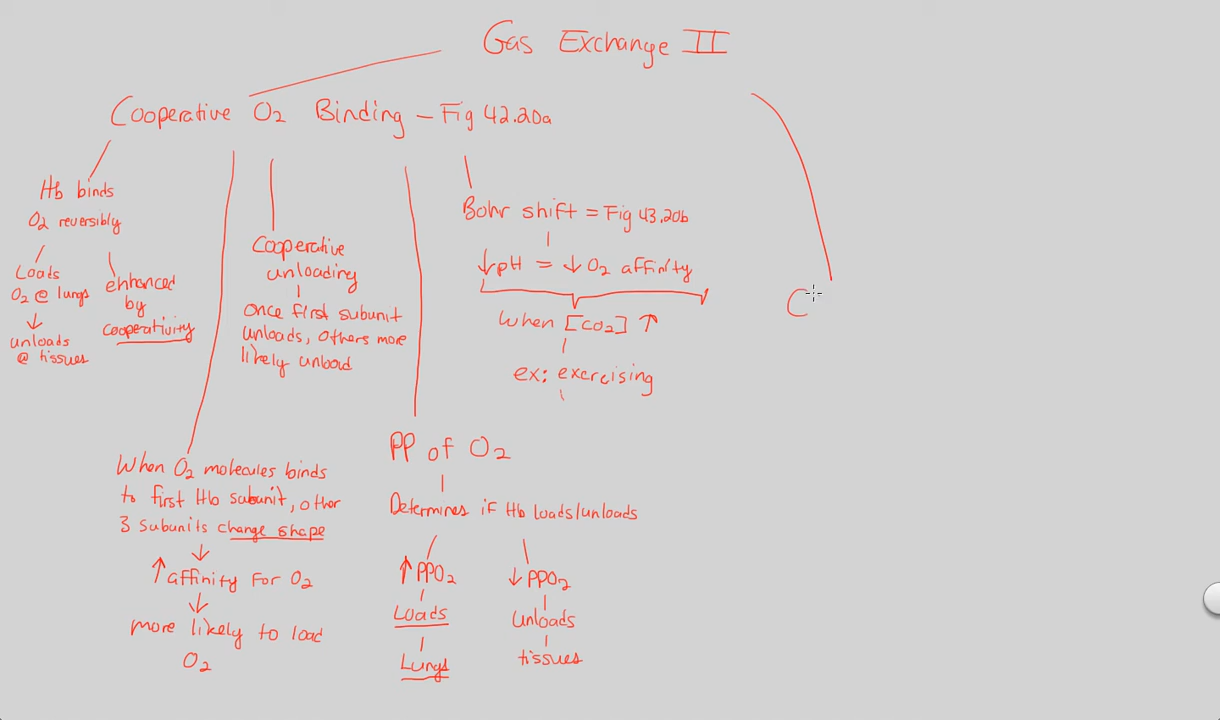 Gas Exchange II
Cooperative O2 Binding – Fig 42.20a
Hb binds
O2 reversibly
Loads
O2 @ lungs
↓
unloads
@ tissues
enhanced
by
cooperativity
Cooperative
unloading
once first subunit
unloads, others more
likely unload
Bohr shift = Fig 43.20b
↓pH = ↓ O2 affinity
when [CO2] ↑
ex: exercising
C
When O2 molecules binds
to first Hb subunit, other
3 subunits change shape
↓
↑ affinity for O2
↓
more likely to load
O2
PP of O2
Determines if Hb loads/unloads
↑ PPO2
Loads
Lungs
↓ PPO2
unloads
tissues